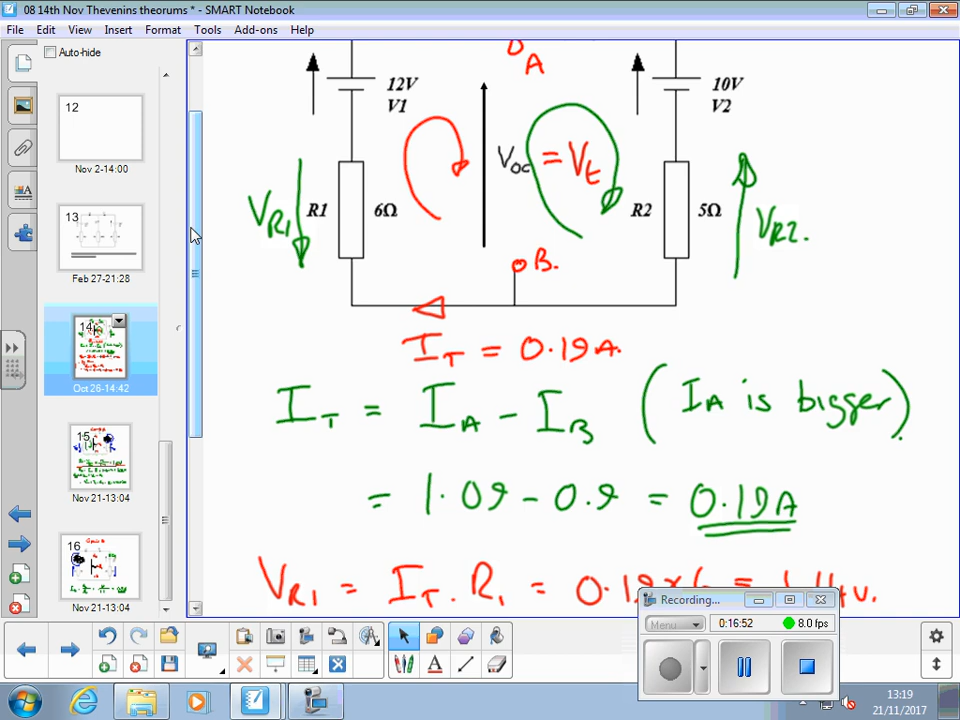 08 14th Nov Thevenins theorums * - SMART Notebook
File Edit View Insert Format Tools Add-ons Help
Auto-hide
12
Nov 2-14:00
13
Feb 27-21:28
14
Oct 26-14:42
15
Nov 21-13:04
16
Nov 21-13:04
A
12V
V1
10V
V2
Voc = Vt
VR1
R1
6Ω
R2
5Ω
VR2.
B.
IT = 0.19A.
IT = IA - IB (IA is bigger).
= 1.09 - 0.9 = 0.19A
VR1 = IT . R1 = 0.19x6 = 1.14v.
Recording...
Menu
0:16:52
8.0 fps
13:19
21/11/2017